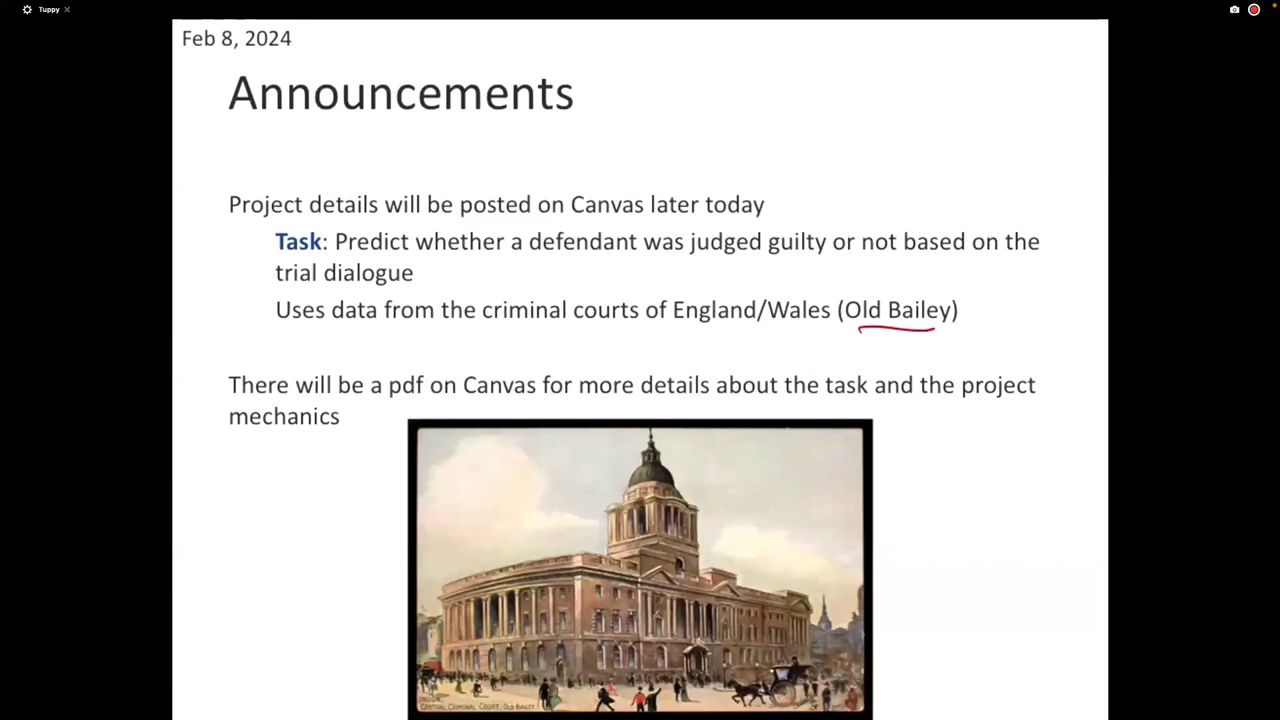 Tuppy
Feb 8, 2024
Announcements
Project details will be posted on Canvas later today
Task: Predict whether a defendant was judged guilty or not based on the
trial dialogue
Uses data from the criminal courts of England/Wales (Old Bailey)
There will be a pdf on Canvas for more details about the task and the project
mechanics
CENTRAL CRIMINAL COURT, OLD BAILEY